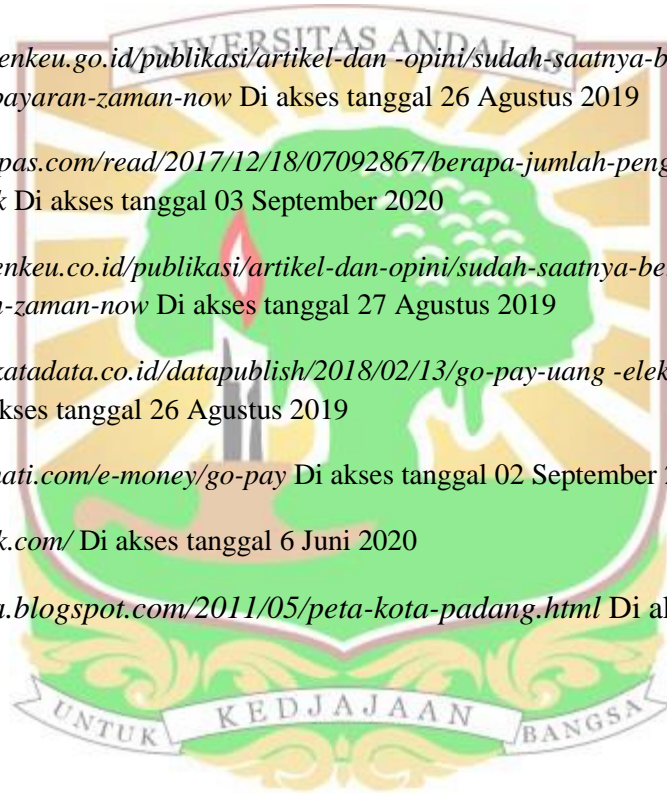 UNIVERSITAS ANDALAS
enkeu.go.id/publikasi/artikel-dan -opini/sudah-saatnya-b
bayaran-zaman-now Di akses tanggal 26 Agustus 2019
pas.com/read/2017/12/18/07092867/berapa-jumlah-peng
k Di akses tanggal 03 September 2020
enkeu.co.id/publikasi/artikel-dan-opini/sudah-saatnya-be
n-zaman-now Di akses tanggal 27 Agustus 2019
katadata.co.id/datapublish/2018/02/13/go-pay-uang -elek
kses tanggal 26 Agustus 2019
nati.com/e-money/go-pay Di akses tanggal 02 September
k.com/ Di akses tanggal 6 Juni 2020
a.blogspot.com/2011/05/peta-kota-padang.html Di ak
UNTUK KEDJAJAAN BANGSA